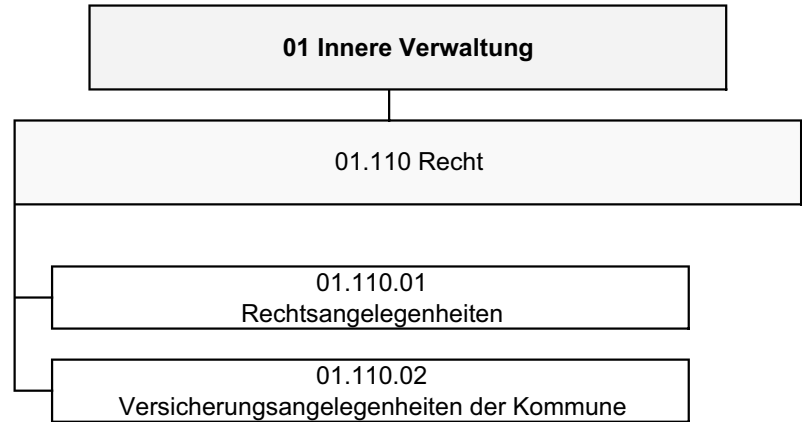 01 Innere Verwaltung
01.110 Recht
01.110.01
Rechtsangelegenheiten
01.110.02
Versicherungsangelegenheiten der Kommune